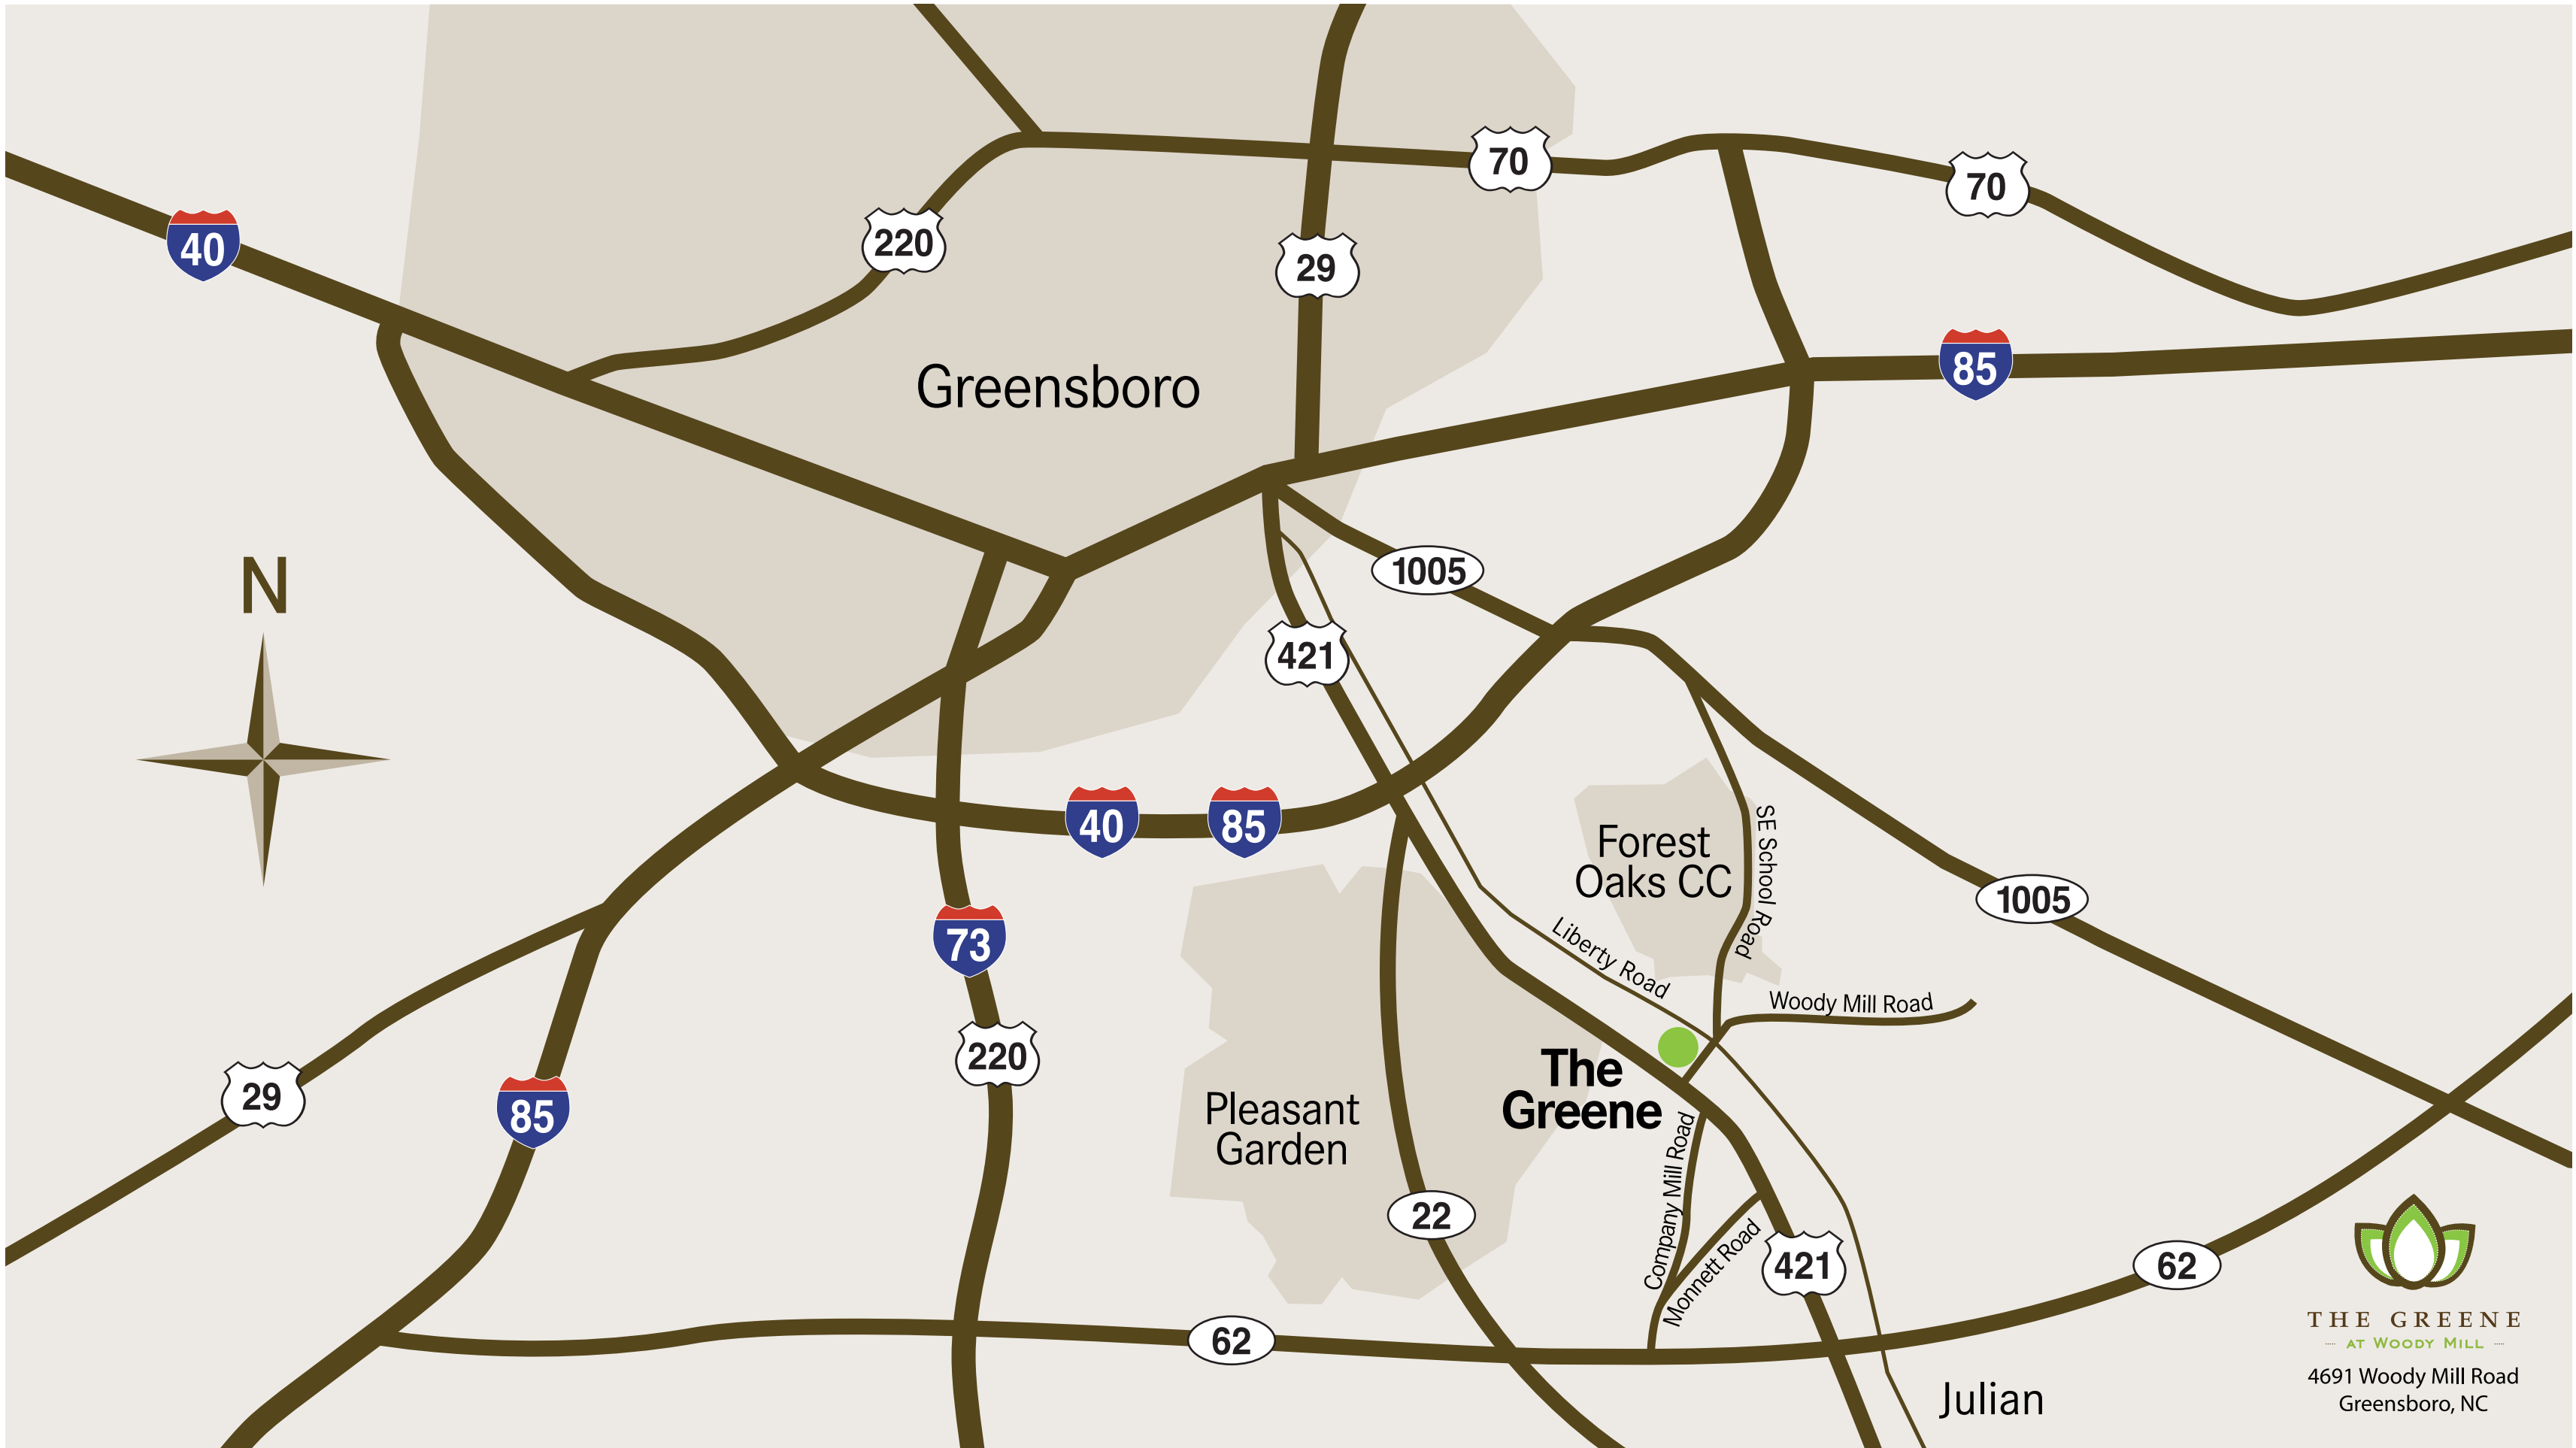 70
70
40
220
29
85
Greensboro
N
1005
421
40
85
Forest
Oaks CC
SE School Road
1005
73
Liberty Road
Woody Mill Road
220
The
Greene
29
85
Pleasant
Garden
Company Mill Road
22
Monnett Road
421
62
62
THE GREENE
AT WOODY MILL
4691 Woody Mill Road
Greensboro, NC
Julian